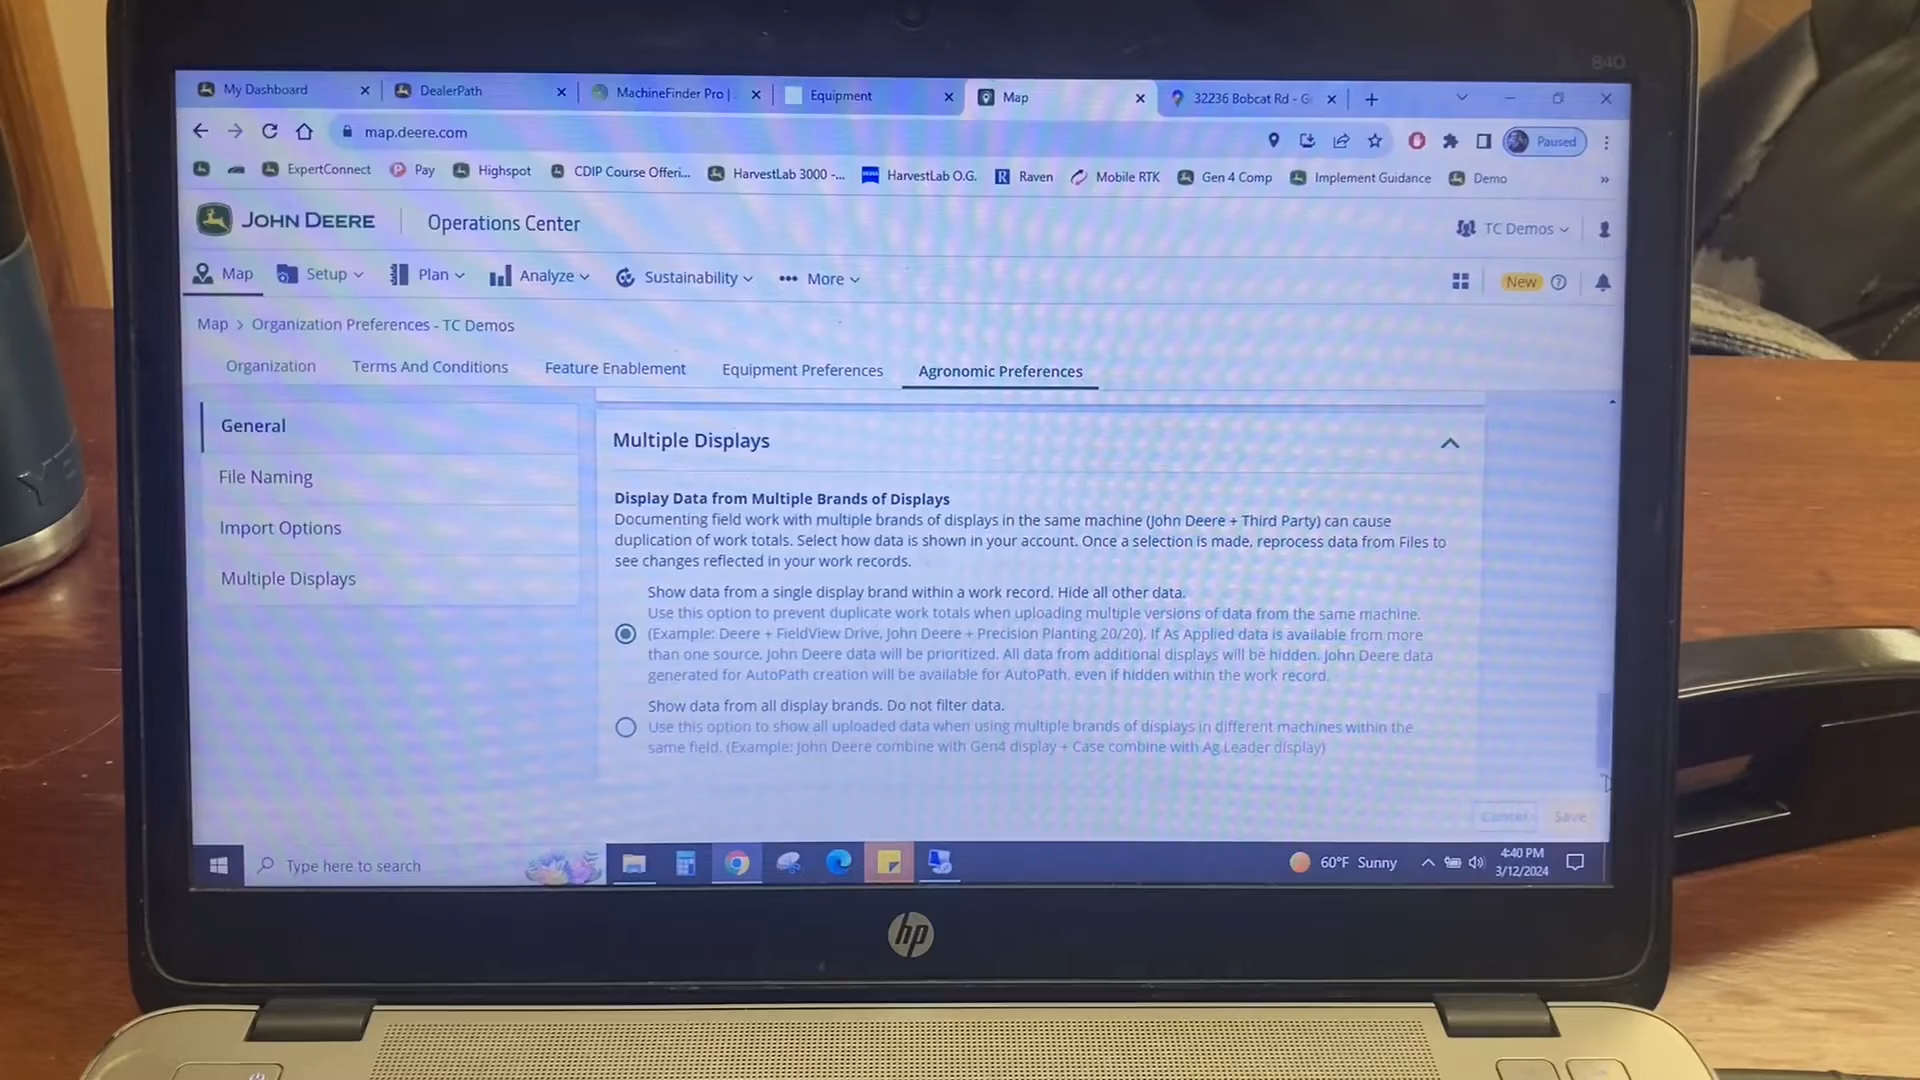 840
My Dashboard
DealerPath
MachineFinder Pro |
Equipment
Map
32236 Bobcat Rd - G
map.deere.com
Paused
ExpertConnect
Pay
Highspot
CDIP Course Offeri...
HarvestLab 3000 -...
HarvestLab O.G.
R
Raven
Mobile RTK
Gen 4 Comp
Implement Guidance
Demo
»
JOHN DEERE
Operations Center
TC Demos
Map
Setup
Plan
Analyze
Sustainability
More
New
Map > Organization Preferences - TC Demos
Organization
Terms And Conditions
Feature Enablement
Equipment Preferences
Agronomic Preferences
General
File Naming
Import Options
Multiple Displays
Multiple Displays
Display Data from Multiple Brands of Displays
Documenting field work with multiple brands of displays in the same machine (John Deere + Third Party) can cause
duplication of work totals. Select how data is shown in your account. Once a selection is made, reprocess data from Files to
see changes reflected in your work records.
Show data from a single display brand within a work record. Hide all other data.
Use this option to prevent duplicate work totals when uploading multiple versions of data from the same machine.
(Example: Deere + FieldView Drive, John Deere + Precision Planting 20/20). If As Applied data is available from more
than one source, John Deere data will be prioritized. All data from additional displays will be hidden. John Deere data
generated for AutoPath creation will be available for AutoPath, even if hidden within the work record.
Show data from all display brands. Do not filter data.
Use this option to show all uploaded data when using multiple brands of displays in different machines within the
same field. (Example: John Deere combine with Gen4 display + Case combine with Ag Leader display)
Cancel
Save
Type here to search
60°F Sunny
4:40 PM
3/12/2024
hp